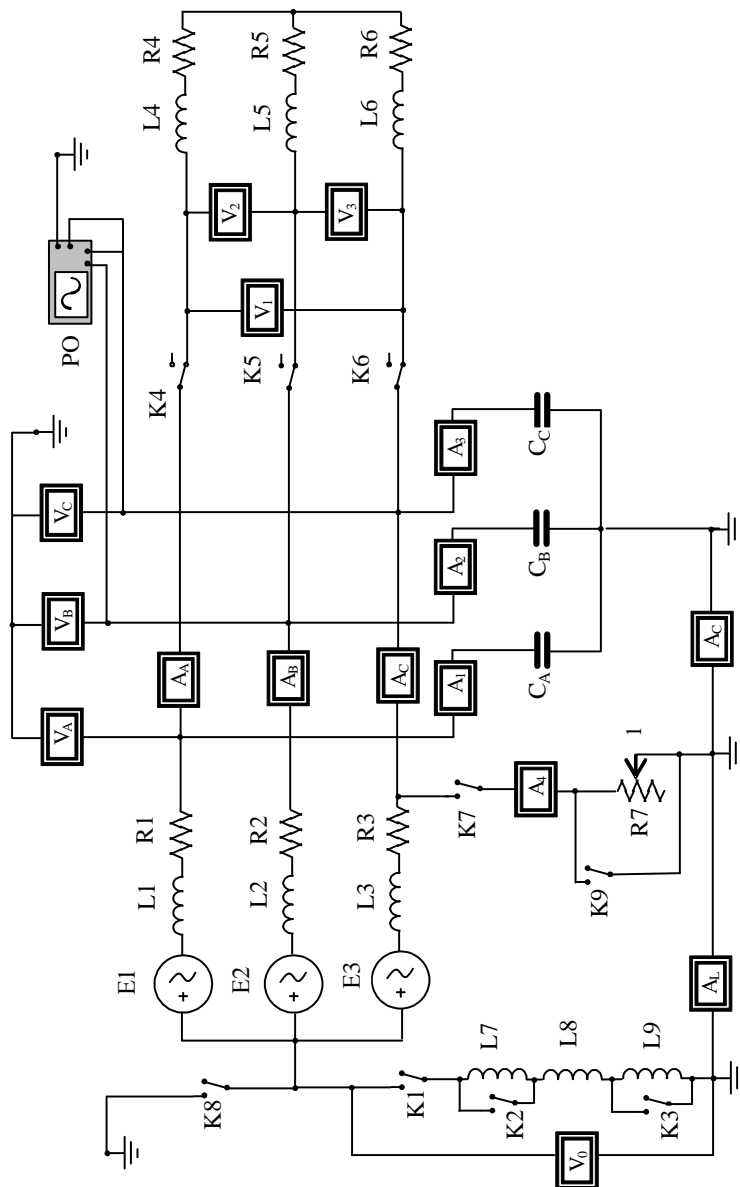 R4
R5
R6
L4
L5
L6
V2
V3
V1
PO
K4
K5
K6
VC
VB
VA
A3
A2
A1
CC
CB
CA
AA
AB
AC
AC
R1
R2
R3
L1
L2
L3
E1
E2
E3
K7
A4
R7
1
K9
AL
K8
K1
L7
L8
L9
K2
K3
V0
+
+
+